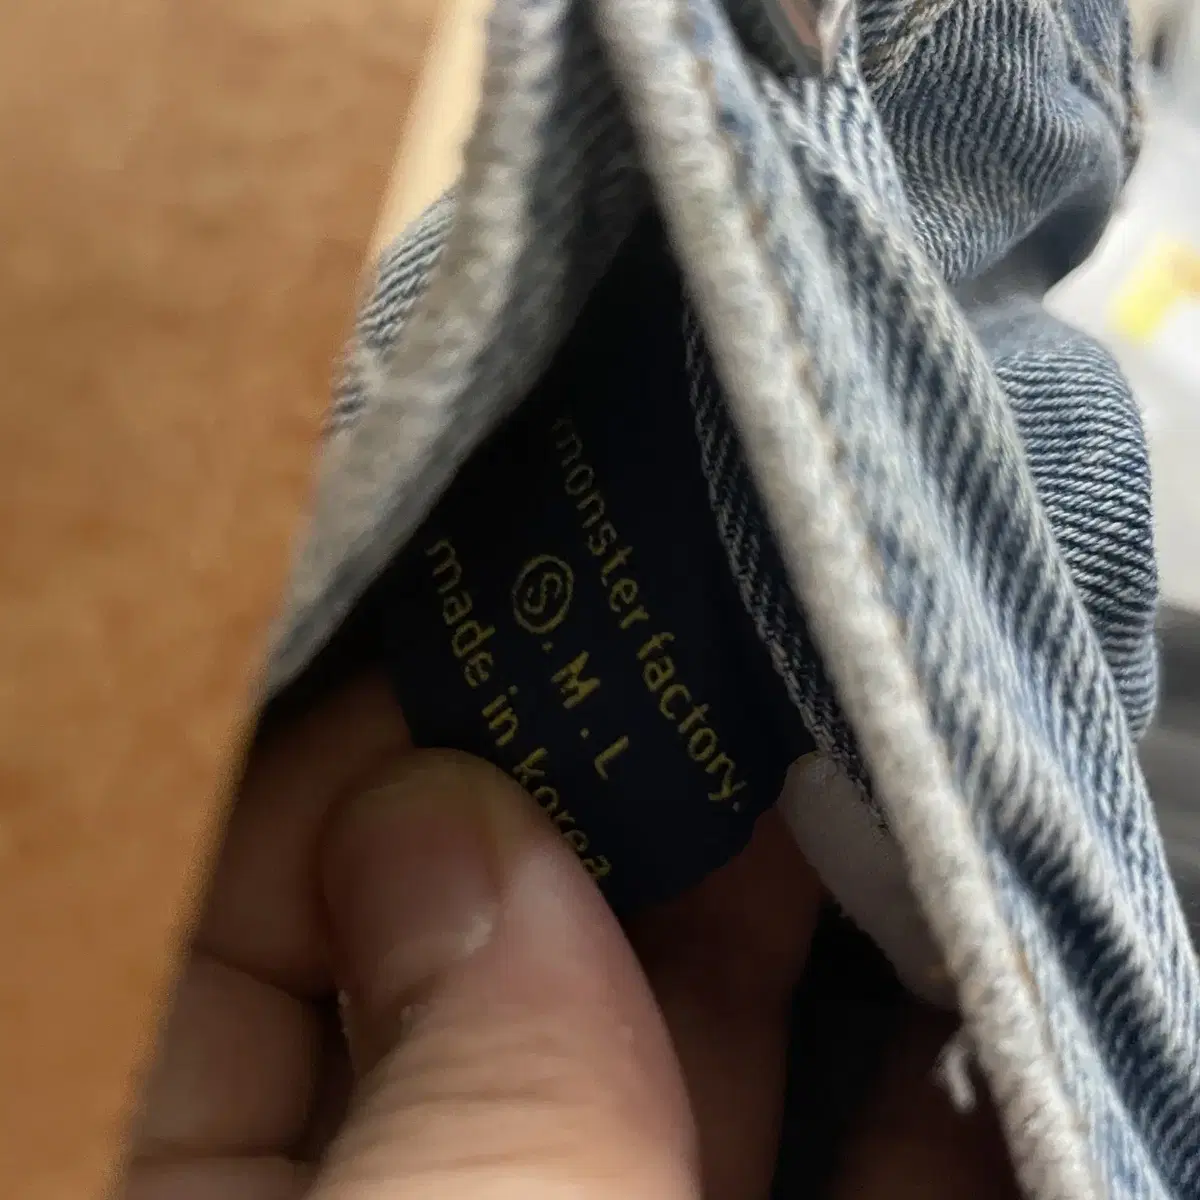 monster factory.
Ⓢ.M.L
made in korea